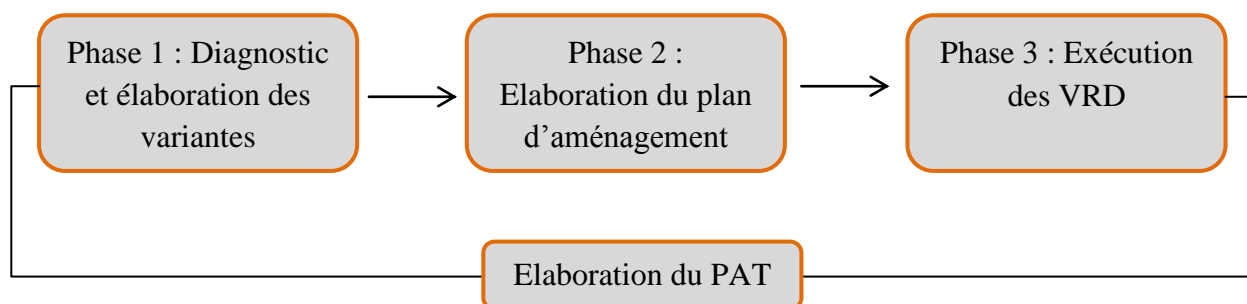 Phase 1 : Diagnostic
et élaboration des
variantes
Phase 2 :
Elaboration du plan
d’aménagement
Phase 3 : Exécution
des VRD
Elaboration du PAT